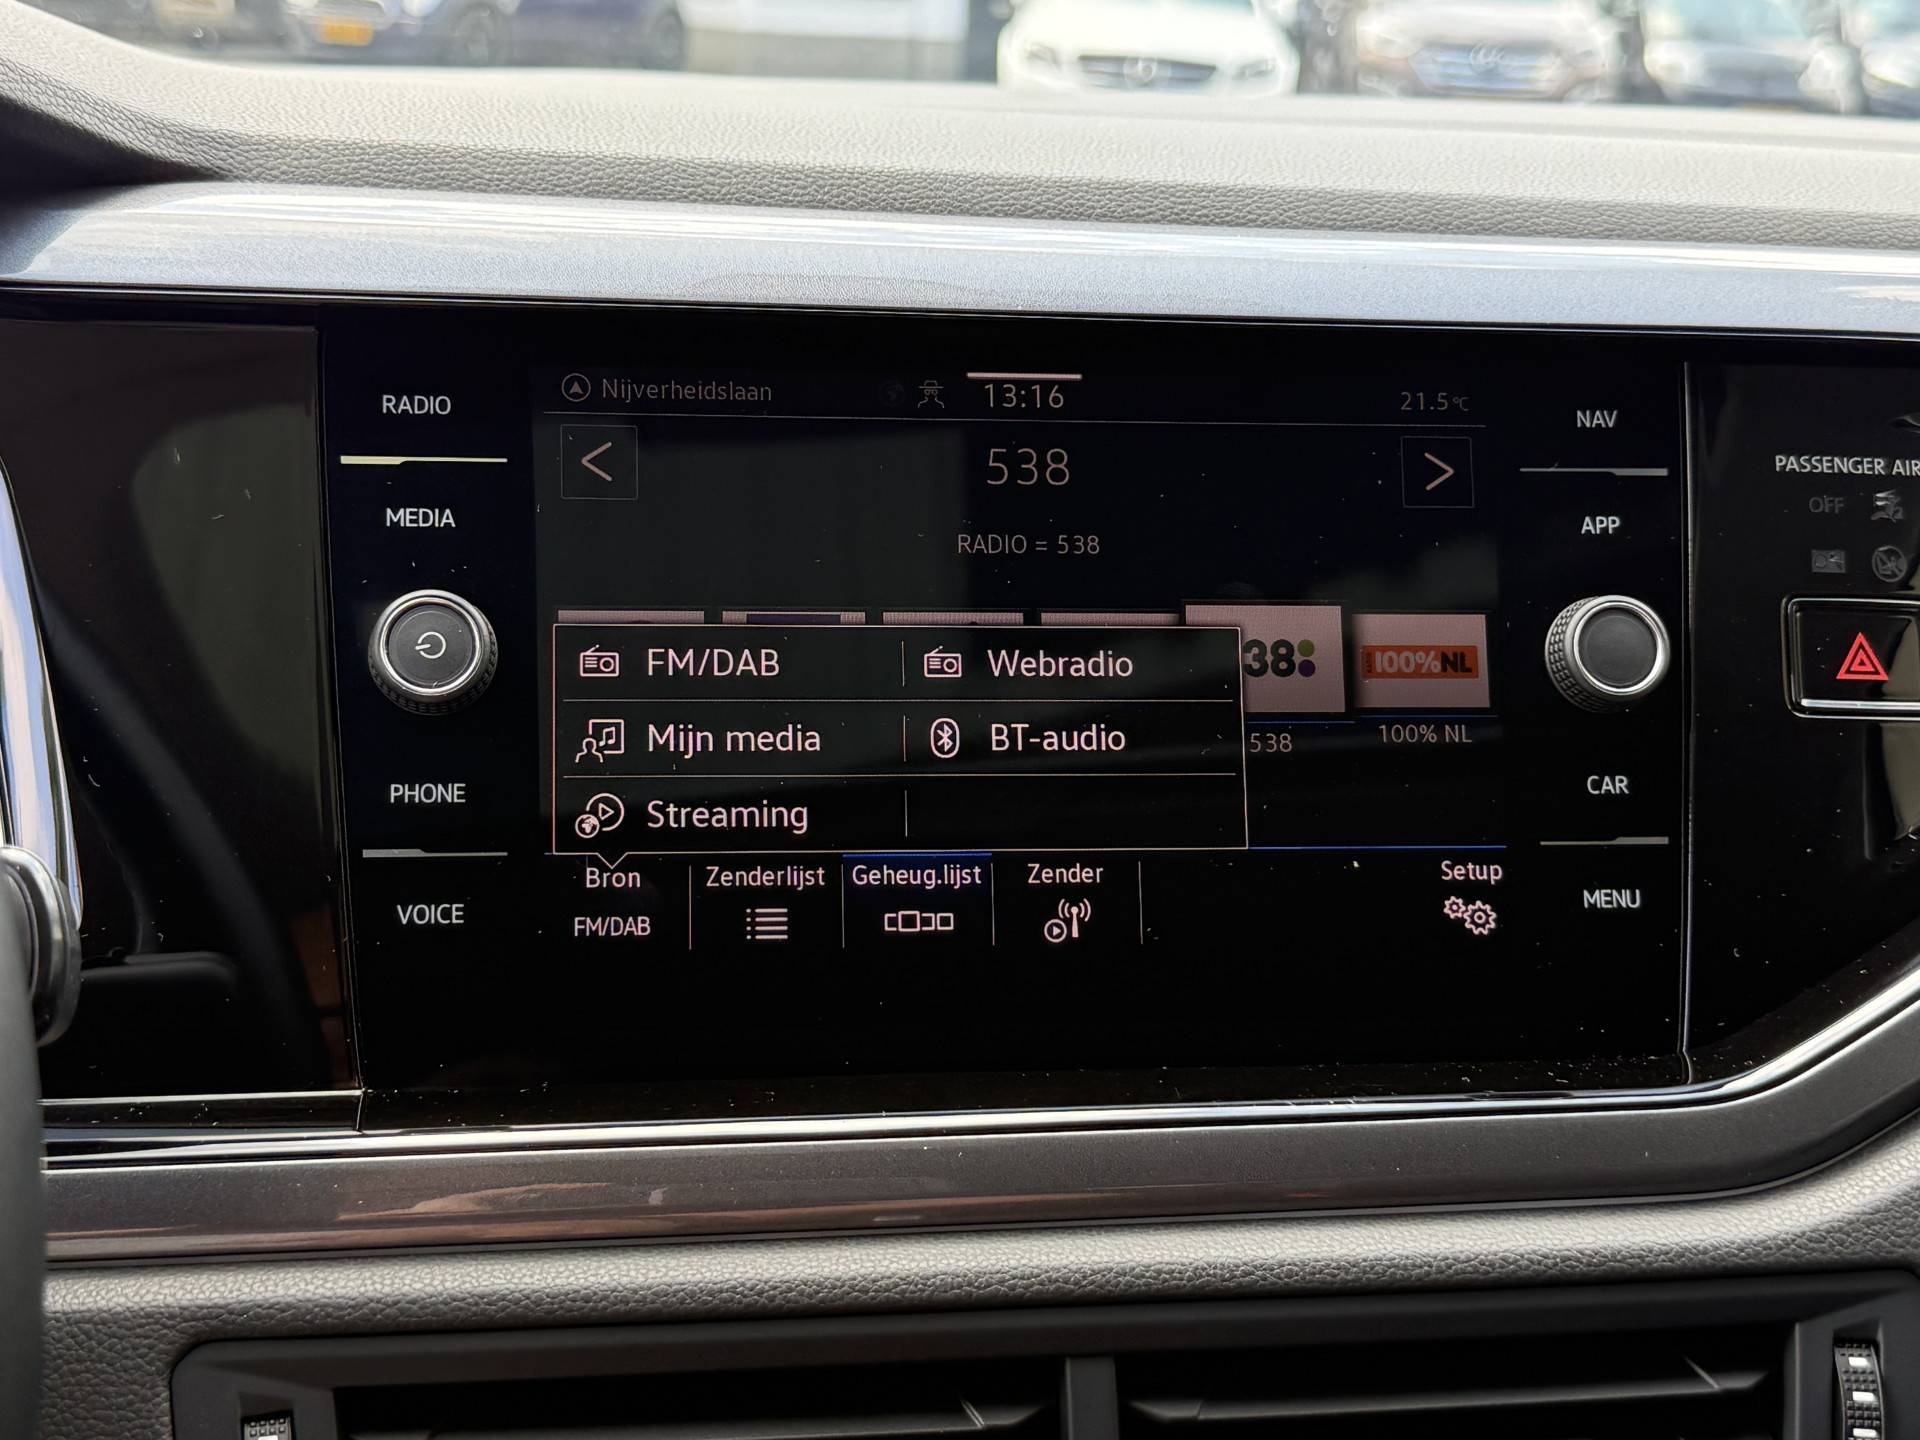 RADIO
MEDIA
PHONE
VOICE
Nijverheidslaan
13:16
21.5°C
538
RADIO = 538
FM/DAB
Webradio
Mijn media
BT-audio
Streaming
38
538
100%NL
100% NL
Bron
FM/DAB
Zenderlijst
Geheug.lijst
Zender
Setup
NAV
APP
CAR
MENU
PASSENGER AIR
OFF